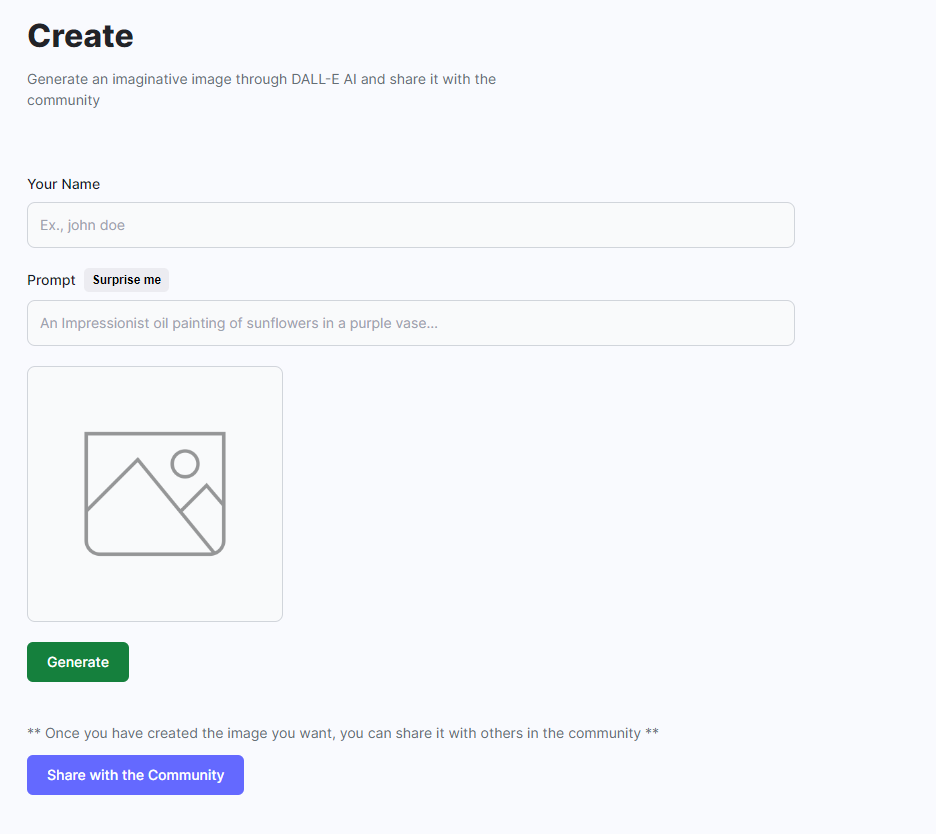 Create
Generate an imaginative image through DALL-E AI and share it with the
community
Your Name
Ex., john doe
Prompt Surprise me
An Impressionist oil painting of sunflowers in a purple vase...
Generate
** Once you have created the image you want, you can share it with others in the community **
Share with the Community